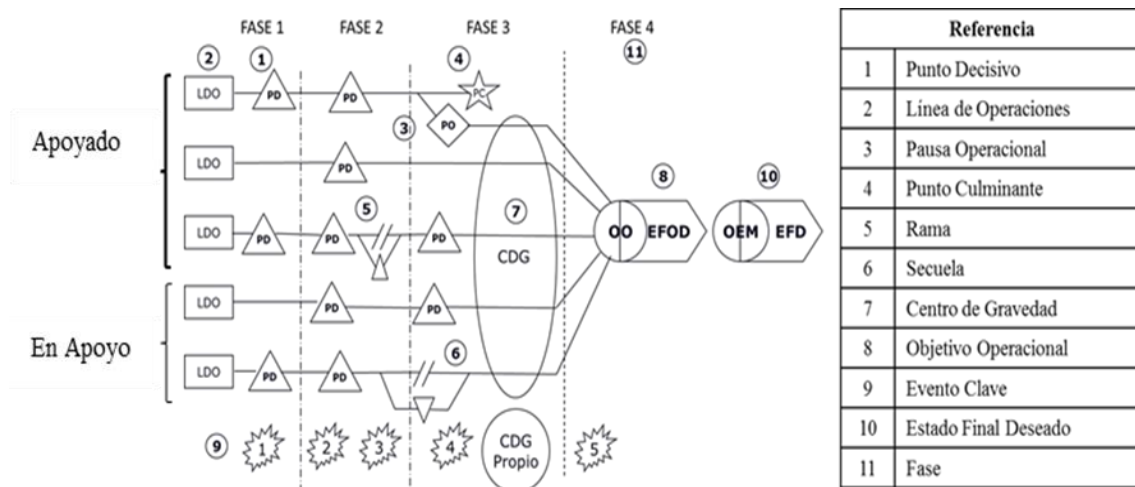 FASE 1 FASE 2 FASE 3 FASE 4
2 1 4 11
LDO PD PD PC
3 PO
Apoyado
LDO PD
5 7 8 10
LDO PD PD PD CDG OO EFOD OEM EFD
LDO PD PD
En Apoyo
6
LDO PD PD
9 1 2 3 4 CDG Propio 5
Referencia
1 Punto Decisivo
2 Línea de Operaciones
3 Pausa Operacional
4 Punto Culminante
5 Rama
6 Secuela
7 Centro de Gravedad
8 Objetivo Operacional
9 Evento Clave
10 Estado Final Deseado
11 Fase